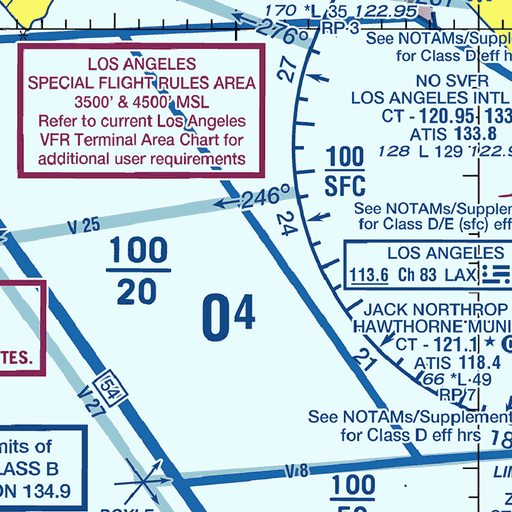 170 *L 35 122.95
RP 3
276°
See NOTAMs/Supple
for Class D eff h
27
LOS ANGELES
SPECIAL FLIGHT RULES AREA
3500' & 4500' MSL
Refer to current Los Angeles
VFR Terminal Area Chart for
additional user requirements
NO SVFR
LOS ANGELES INTL
CT - 120.95 133
ATIS 133.8
128 L 129 122.9
100
SFC
246°
24
See NOTAMs/Supplem
for Class D/E (sfc) eff
V 25
100
20
LOS ANGELES
113.6 Ch 83 LAX
04
JACK NORTHROP
HAWTHORNE MUNI
CT - 121.1 *
ATIS 118.4
66 *L 49
RP 7
21
TES.
54
V 27
See NOTAMs/Supplement
for Class D eff hrs
18
mits of
LASS B
ON 134.9
V 8
100
50
LIM